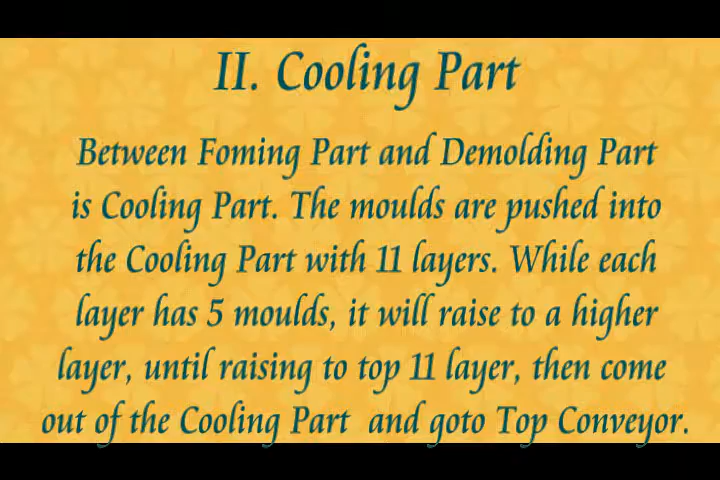 II. Cooling Part
Between Foming Part and Demolding Part
is Cooling Part. The moulds are pushed into
the Cooling Part with 11 layers. While each
layer has 5 moulds, it will raise to a higher
layer, until raising to top 11 layer, then come
out of the Cooling Part and goto Top Conveyor.